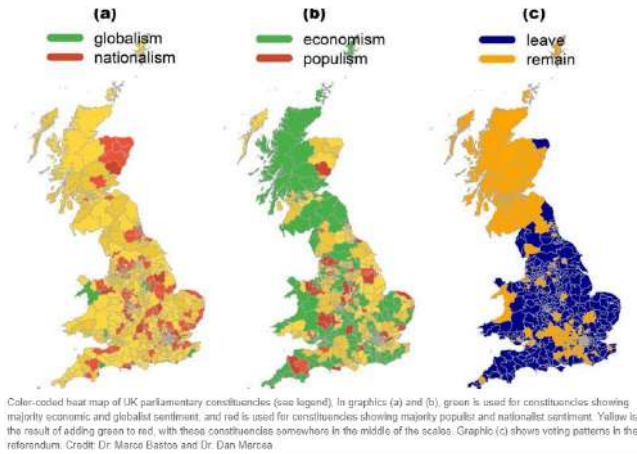 (a) (b) (c)
globalism economism leave
nationalism populism remain
Color-coded heat map of UK parliamentary constituencies (see legend). In graphics (a) and (b), green is used for constituencies showing
majority economic and globalist sentiment, and red is used for constituencies showing majority populist and nationalist sentiment. Yellow is
the result of adding green to red, with these constituencies somewhere in the middle of the scales. Graphic (c) shows voting patterns in the
referendum. Credit: Dr. Marco Bastos and Dr. Dan Mercea